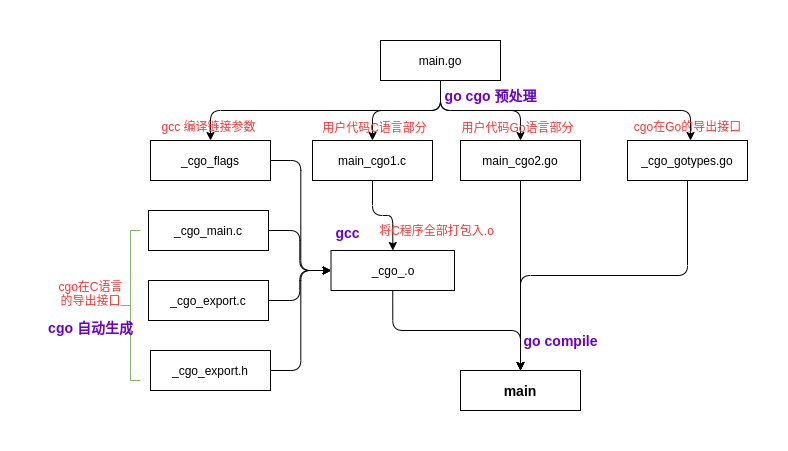 main.go
go cgo 预处理
gcc 编译链接参数
用户代码C语言部分
用户代码Go语言部分
cgo在Go的导出接口
_cgo_flags
main_cgo1.c
main_cgo2.go
_cgo_gotypes.go
_cgo_main.c
gcc
将C程序全部打包入.o
_cgo_.o
cgo在C语言
的导出接口
_cgo_export.c
cgo 自动生成
go compile
_cgo_export.h
main